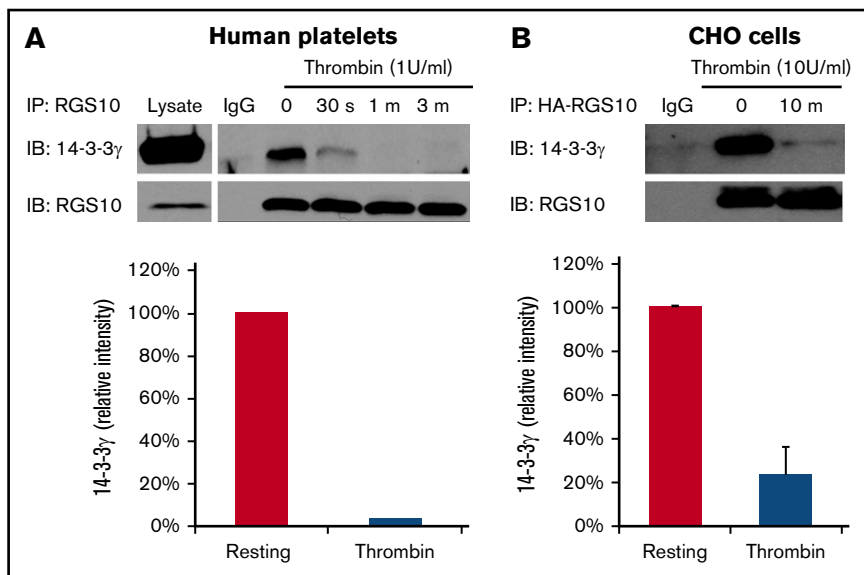 A
Human platelets
Thrombin (1U/ml)
IP: RGS10 Lysate IgG 0 30 s 1 m 3 m
IB: 14-3-3γ
IB: RGS10
120%
100%
80%
60%
40%
20%
0%
14-3-3γ (relative intensity)
Resting Thrombin
B
CHO cells
Thrombin (10U/ml)
IP: HA-RGS10 IgG 0 10 m
IB: 14-3-3γ
IB: RGS10
120%
100%
80%
60%
40%
20%
0%
14-3-3γ (relative intensity)
Resting Thrombin